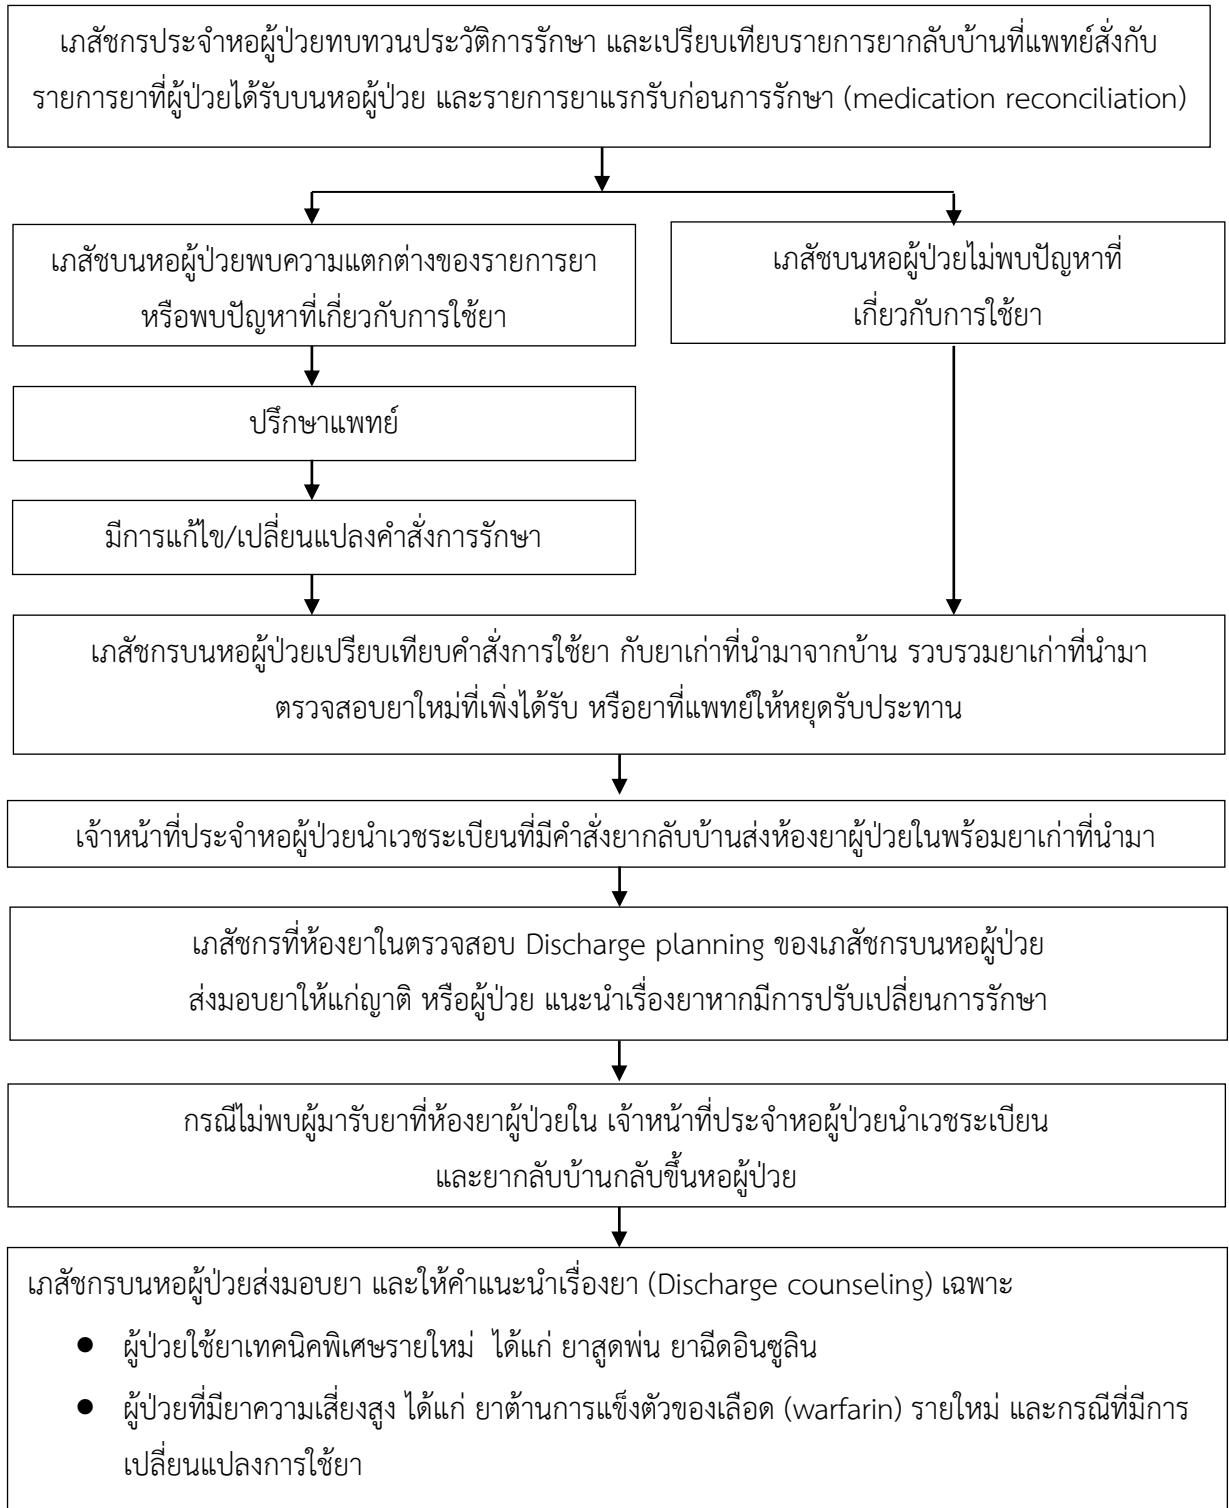 เภสัชกรประจำหอผู้ป่วยทบทวนประวัติการรักษา และเปรียบเทียบรายการยากลับบ้านที่แพทย์สั่งกับ
รายการยาที่ผู้ป่วยได้รับบนหอผู้ป่วย และรายการยาแรกรับก่อนการรักษา (medication reconciliation)
เภสัชบนหอผู้ป่วยพบความแตกต่างของรายการยา
หรือพบปัญหาที่เกี่ยวกับการใช้ยา
เภสัชบนหอผู้ป่วยไม่พบปัญหาที่
เกี่ยวกับการใช้ยา
ปรึกษาแพทย์
มีการแก้ไข/เปลี่ยนแปลงคำสั่งการรักษา
เภสัชกรบนหอผู้ป่วยเปรียบเทียบคำสั่งการใช้ยา กับยาเก่าที่นำมาจากบ้าน รวบรวมยาเก่าที่นำมา
ตรวจสอบยาใหม่ที่เพิ่งได้รับ หรือยาที่แพทย์ให้หยุดรับประทาน
เจ้าหน้าที่ประจำหอผู้ป่วยนำเวชระเบียนที่มีคำสั่งยากลับบ้านส่งห้องยาผู้ป่วยในพร้อมยาเก่าที่นำมา
เภสัชกรที่ห้องยาในตรวจสอบ Discharge planning ของเภสัชกรบนหอผู้ป่วย
ส่งมอบยาให้แก่ญาติ หรือผู้ป่วย แนะนำเรื่องยาหากมีการปรับเปลี่ยนการรักษา
กรณีไม่พบผู้มารับยาที่ห้องยาผู้ป่วยใน เจ้าหน้าที่ประจำหอผู้ป่วยนำเวชระเบียน
และยากลับบ้านกลับขึ้นหอผู้ป่วย
เภสัชกรบนหอผู้ป่วยส่งมอบยา และให้คำแนะนำเรื่องยา (Discharge counseling) เฉพาะ
● ผู้ป่วยใช้ยาเทคนิคพิเศษรายใหม่ ได้แก่ ยาสูดพ่น ยาฉีดอินซูลิน
● ผู้ป่วยที่มียาความเสี่ยงสูง ได้แก่ ยาต้านการแข็งตัวของเลือด (warfarin) รายใหม่ และกรณีที่มีการ
เปลี่ยนแปลงการใช้ยา